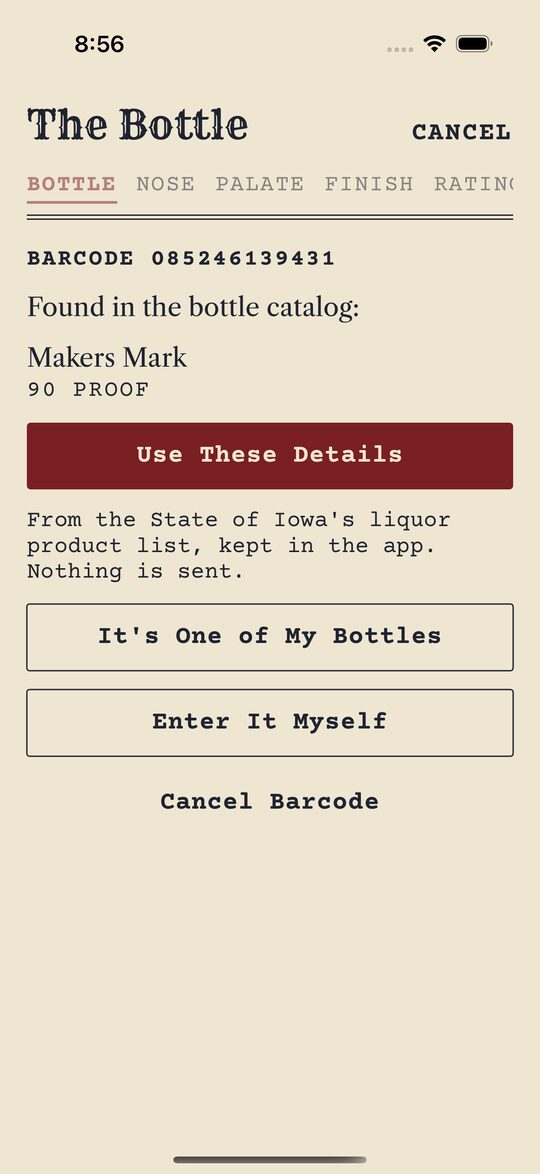 8:56
The Bottle
CANCEL
BOTTLE NOSE PALATE FINISH RATING
BARCODE 085246139431
Found in the bottle catalog:
Makers Mark
90 PROOF
Use These Details
From the State of Iowa's liquor
product list, kept in the app.
Nothing is sent.
It's One of My Bottles
Enter It Myself
Cancel Barcode